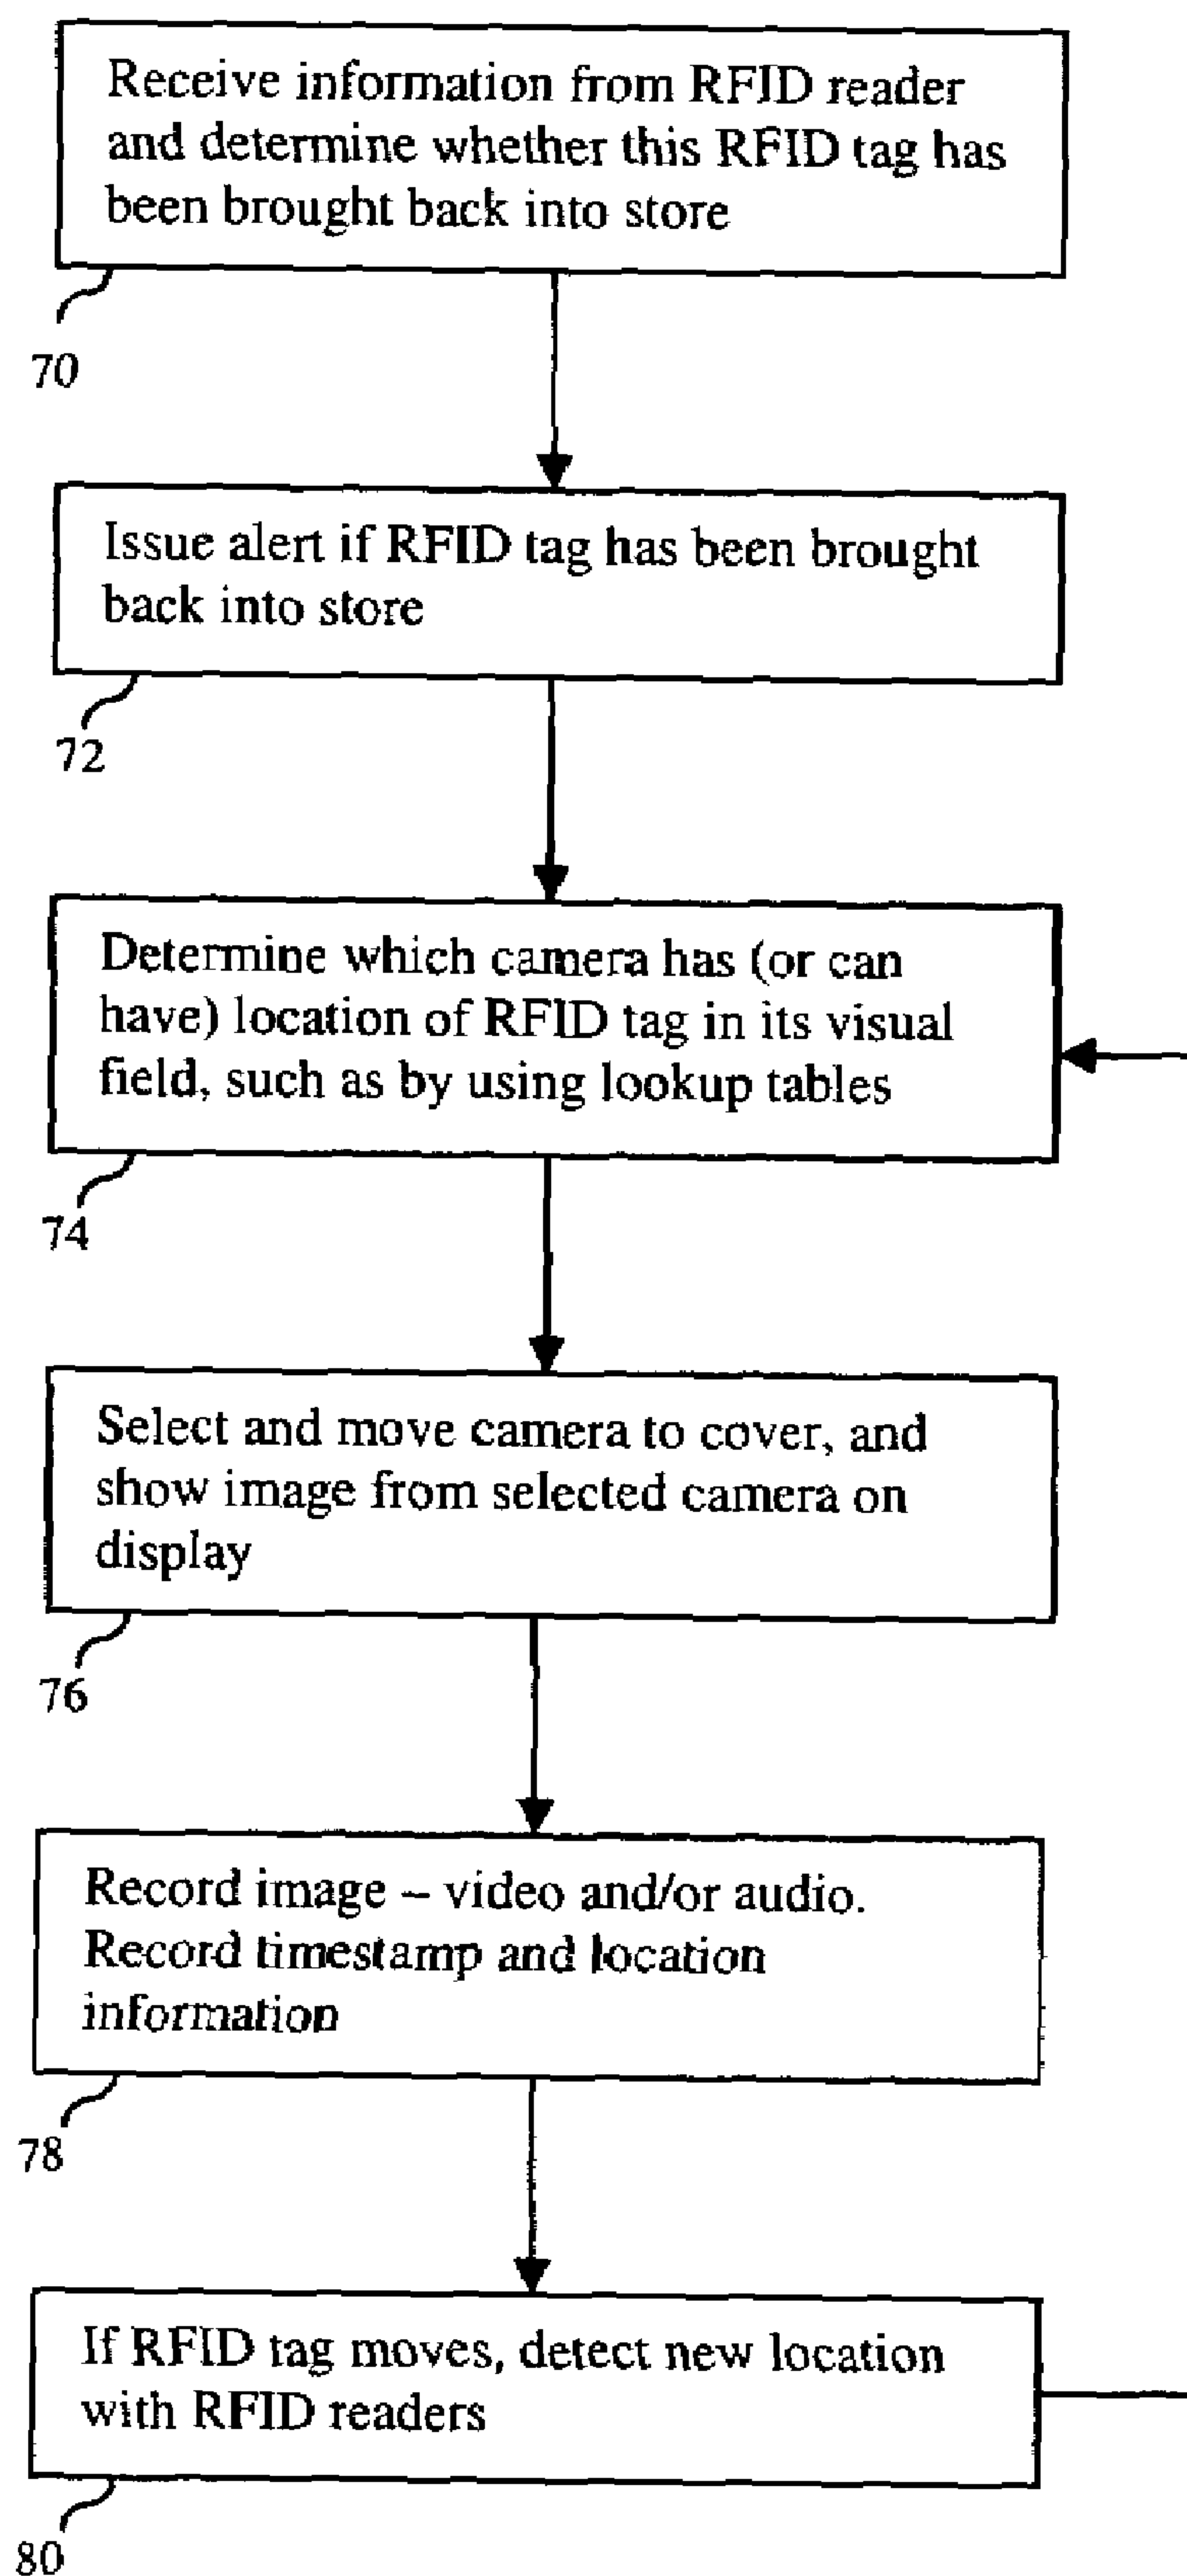 Receive information from RFID reader
and determine whether this RFID tag has
been brought back into store
70
Issue alert if RFID tag has been brought
back into store
72
Determine which camera has (or can
have) location of RFID tag in its visual
field, such as by using lookup tables
74
Select and move camera to cover, and
show image from selected camera on
display
76
Record image – video and/or audio.
Record timestamp and location
information
78
If RFID tag moves, detect new location
with RFID readers
80